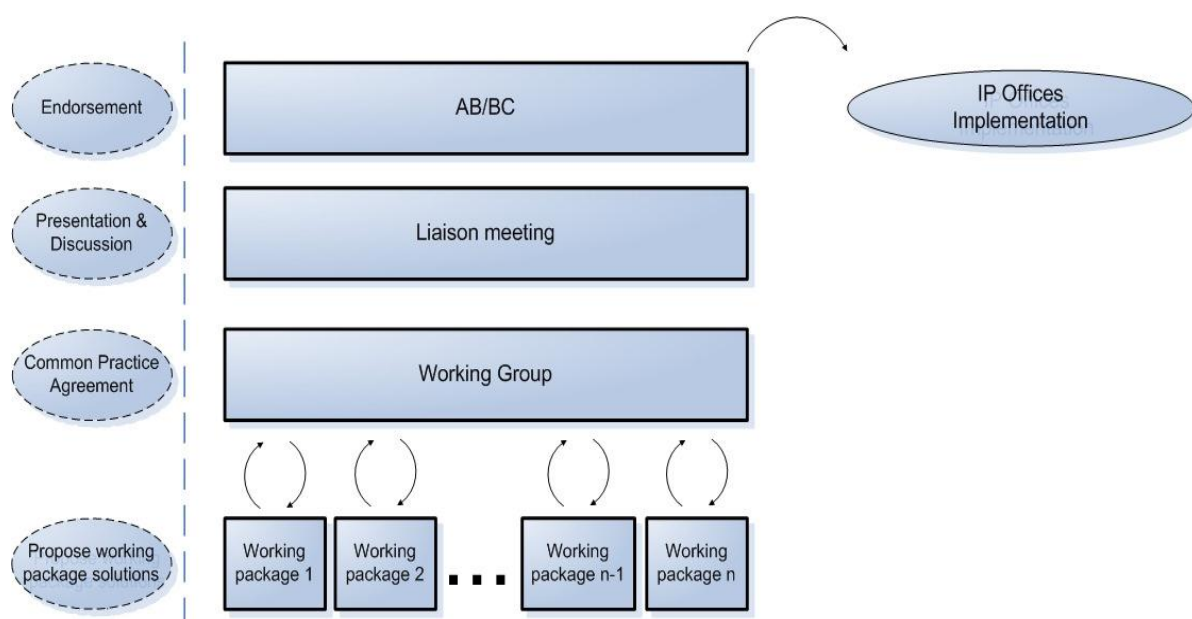 Endorsement
AB/BC
IP Offices
Implementation
Presentation &
Discussion
Liaison meeting
Common Practice
Agreement
Working Group
Propose working
package solutions
Working
package 1
Working
package 2
...
Working
package n-1
Working
package n